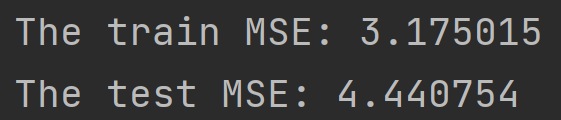 The train MSE: 3.175015
The test MSE: 4.440754